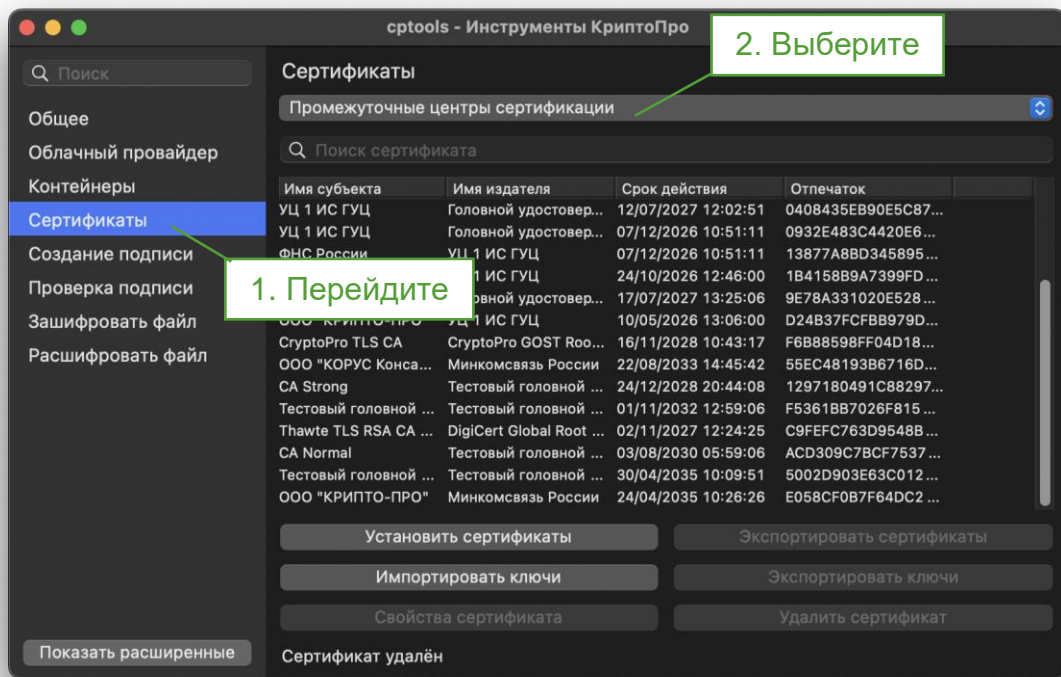 cptools - Инструменты КриптоПро
2. Выберите
Поиск
Общее
Облачный провайдер
Контейнеры
Сертификаты
Создание подписи
Проверка подписи
Зашифровать файл
Расшифровать файл
1. Перейдите
Показать расширенные
Сертификаты
Промежуточные центры сертификации
Поиск сертификата
Имя субъекта Имя издателя Срок действия Отпечаток
УЦ 1 ИС ГУЦ Головной удостовер... 12/07/2027 12:02:51 0408435EB90E5C87...
УЦ 1 ИС ГУЦ Головной удостовер... 07/12/2026 10:51:11 0932E483C4420E6...
ФНС России УЦ 1 ИС ГУЦ 07/12/2026 10:51:11 13877A8BD345895...
1 ИС ГУЦ 24/10/2026 12:46:00 1B4158B9A7399FD...
удостовер... 17/07/2027 13:25:06 9E78A331020E528...
ООО "КРИПТО-ПРО" УЦ 1 ИС ГУЦ 10/05/2026 13:06:00 D24B37FCFBB979D...
CryptoPro TLS CA CryptoPro GOST Roo... 16/11/2028 10:43:17 F6B88598FF04D18...
ООО "КОРУС Конса... Минкомсвязь России 22/08/2033 14:45:42 55EC48193B6716D...
CA Strong Тестовый головной ... 24/12/2028 20:44:08 1297180491C88297...
Тестовый головной ... Тестовый головной ... 01/11/2032 12:59:06 F5361BB7026F815...
Thawte TLS RSA CA ... DigiCert Global Root ... 02/11/2027 12:24:25 C9FEFC763D9548B...
CA Normal Тестовый головной ... 03/08/2030 05:59:06 ACD309C7BCF7537...
Тестовый головной ... Тестовый головной ... 30/04/2035 10:09:51 5002D903E63C012...
ООО "КРИПТО-ПРО" Минкомсвязь России 24/04/2035 10:26:26 E058CF0B7F64DC2 ...
Установить сертификаты Экспортировать сертификаты
Импортировать ключи Экспортировать ключи
Свойства сертификата Удалить сертификат
Сертификат удалён